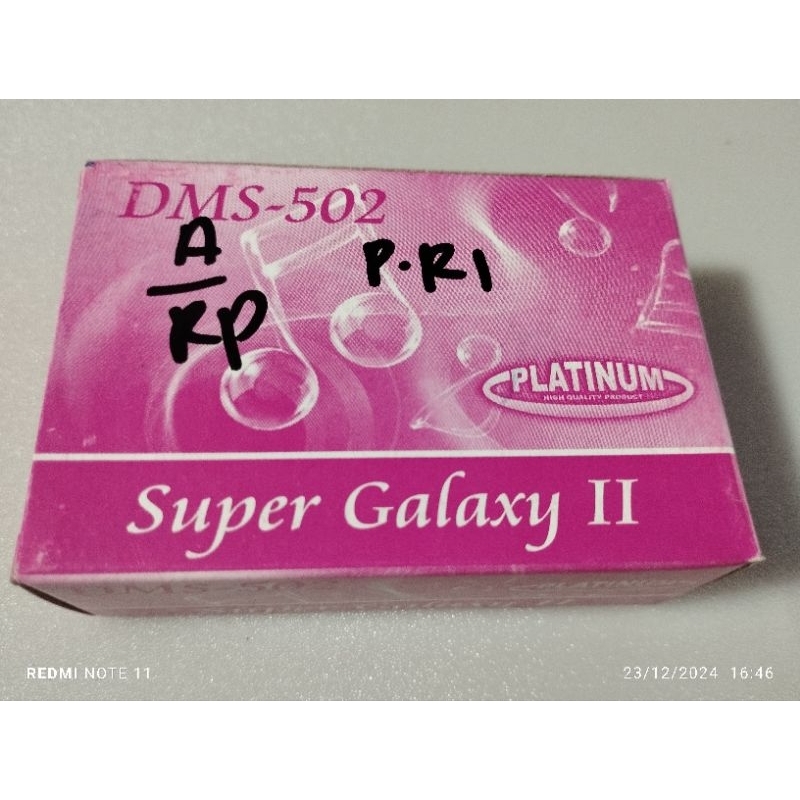 DMS-502
A
RP
P.R1
PLATINUM
HIGH QUALITY PRODUCT
Super Galaxy II
REDMI NOTE 11
23/12/2024 16:46